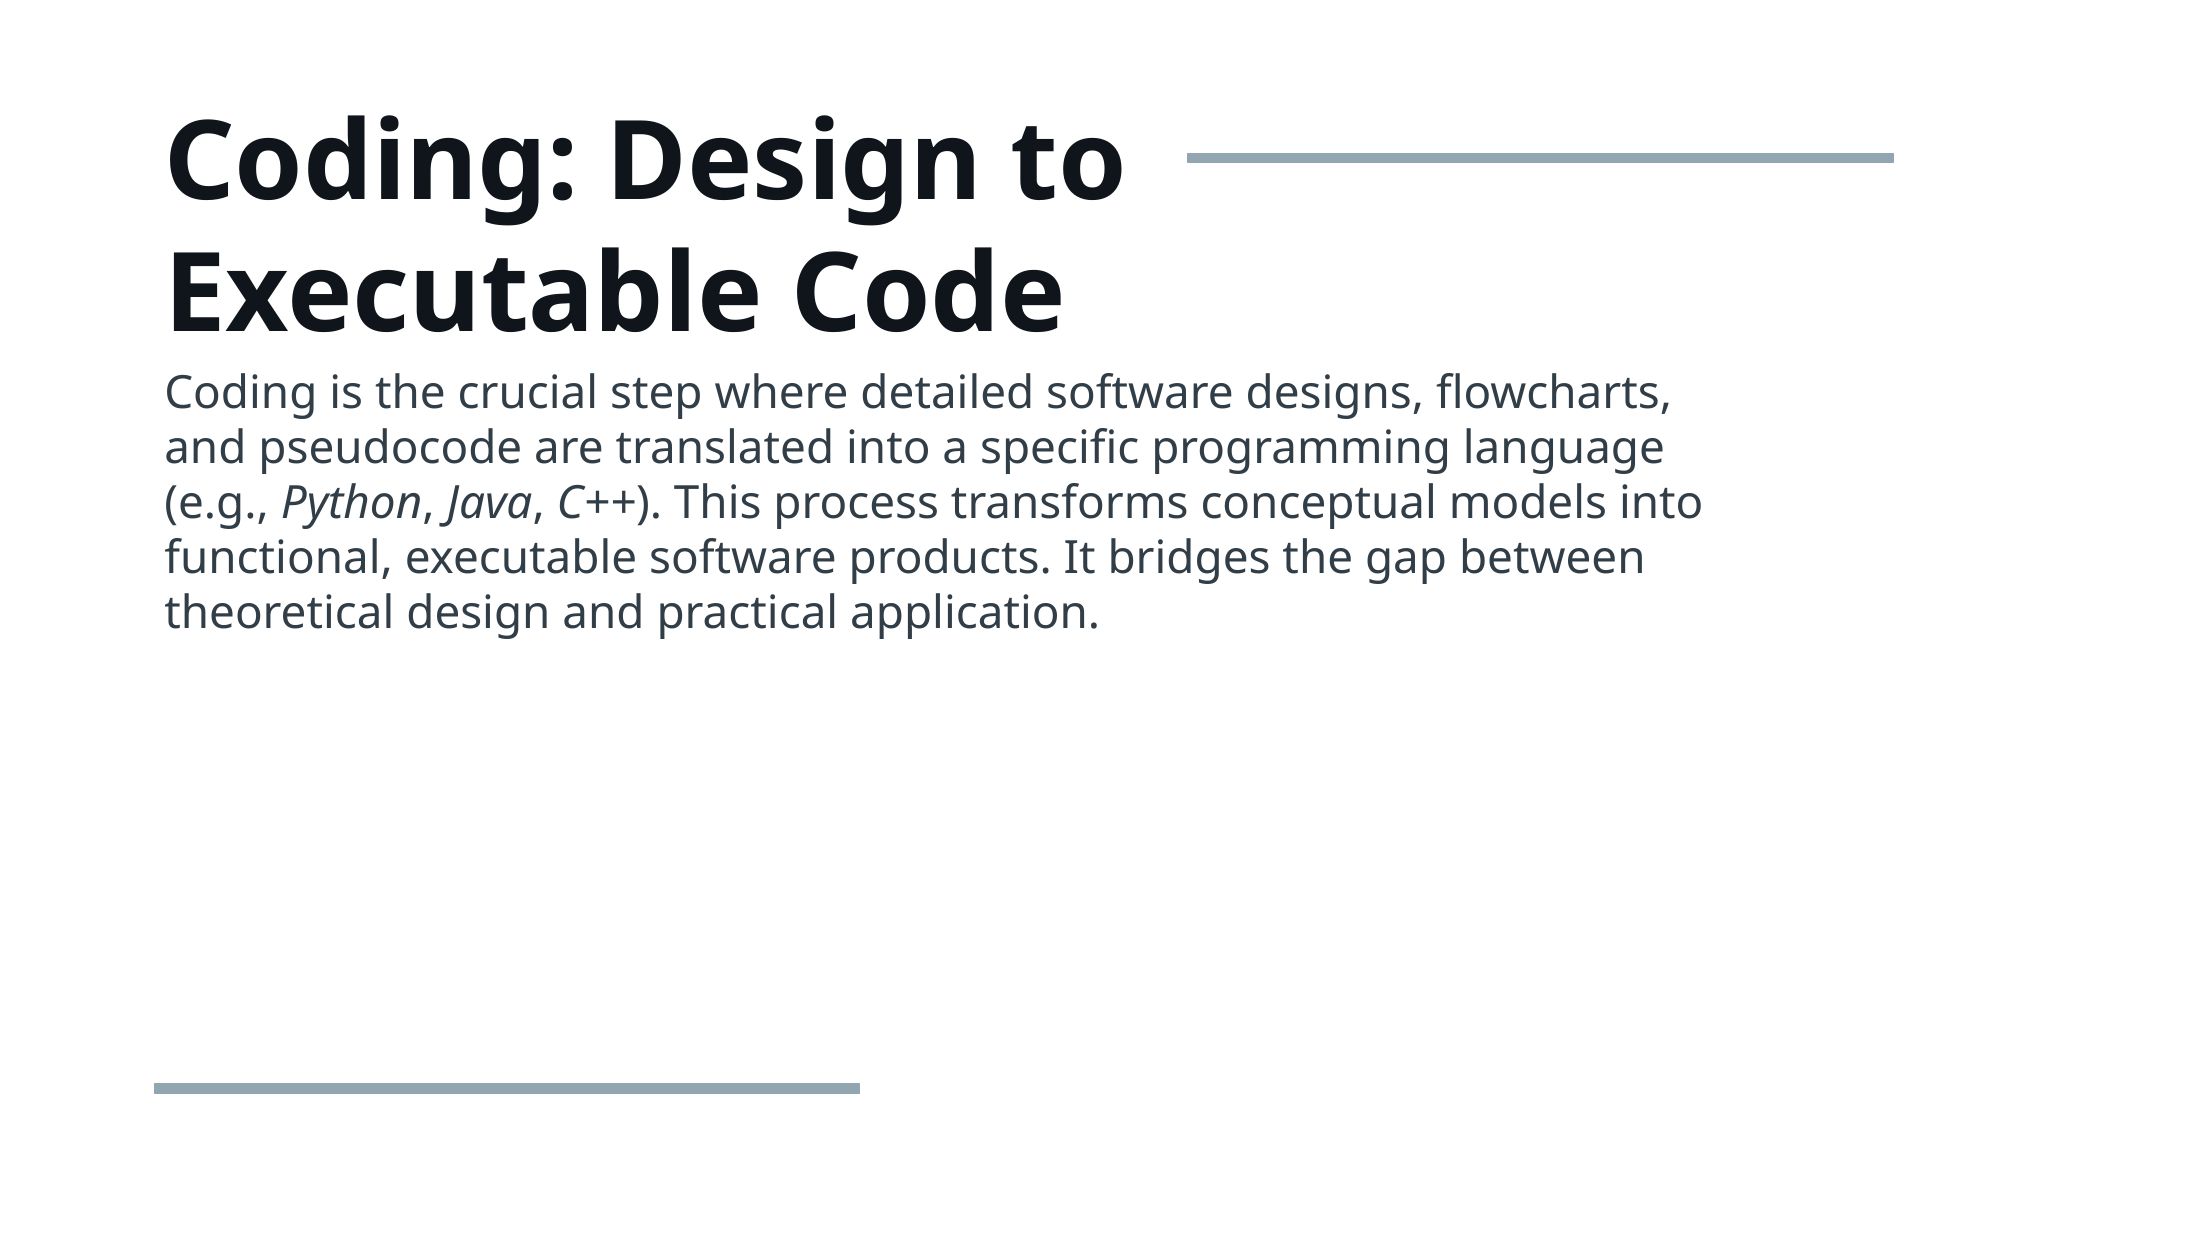 Coding: Design to
Executable Code
Coding is the crucial step where detailed software designs, flowcharts,
and pseudocode are translated into a specific programming language
(e.g., Python, Java, C++). This process transforms conceptual models into
functional, executable software products. It bridges the gap between
theoretical design and practical application.